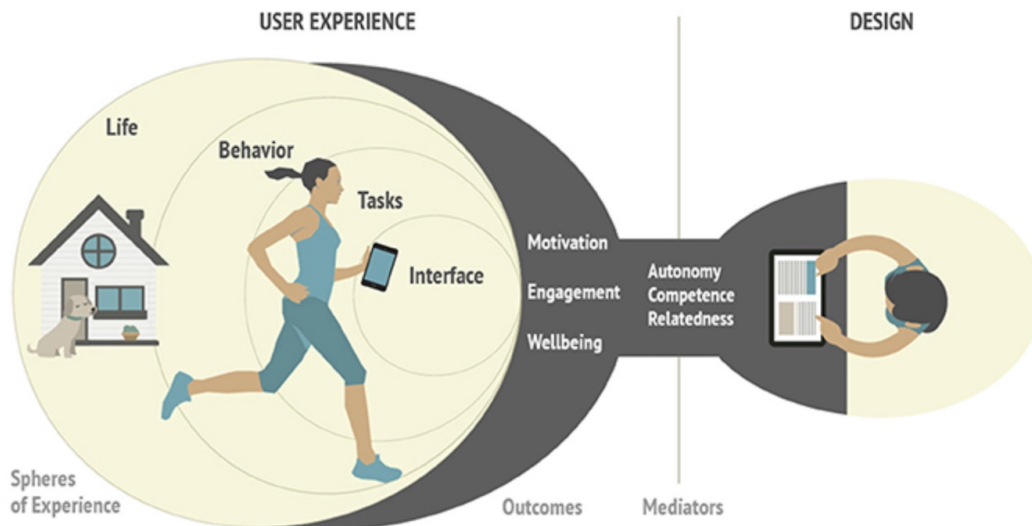 USER EXPERIENCE
DESIGN
Life
Behavior
Tasks
Interface
Motivation
Engagement
Wellbeing
Autonomy
Competence
Relatedness
Spheres
of Experience
Outcomes
Mediators